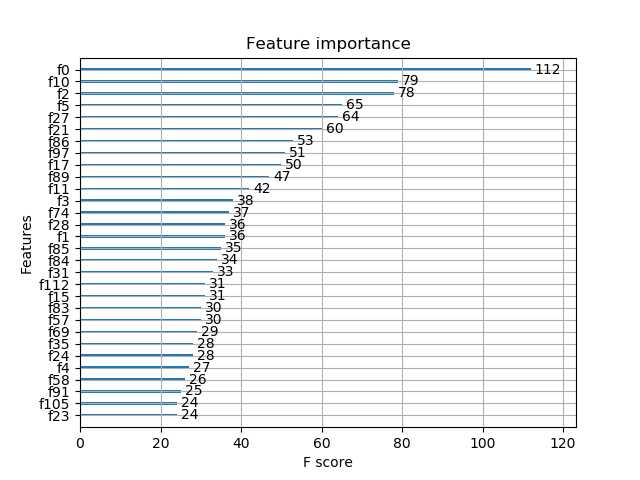 Feature importance
f0 112
f10 79
f2 78
f5 65
f27 64
f21 60
f86 53
f97 51
f17 50
f89 47
f11 42
f3 38
f74 37
f28 36
f1 36
f85 35
f84 34
f31 33
f112 31
f15 31
f83 30
f57 30
f69 29
f35 28
f24 28
f4 27
f58 26
f91 25
f105 24
f23 24
Features
0 20 40 60 80 100 120
F score